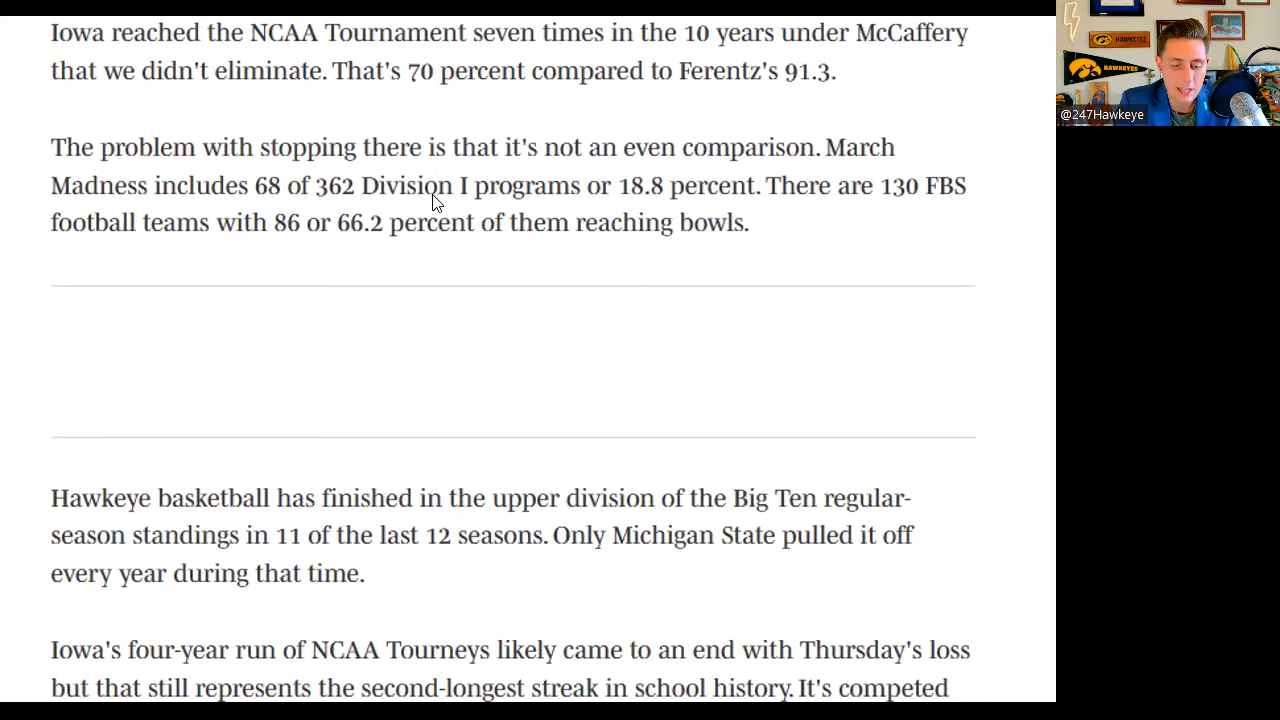 Iowa reached the NCAA Tournament seven times in the 10 years under McCaffery
that we didn't eliminate. That's 70 percent compared to Ferentz's 91.3.
The problem with stopping there is that it's not an even comparison. March
Madness includes 68 of 362 Division I programs or 18.8 percent. There are 130 FBS
football teams with 86 or 66.2 percent of them reaching bowls.
Hawkeye basketball has finished in the upper division of the Big Ten regular-
season standings in 11 of the last 12 seasons. Only Michigan State pulled it off
every year during that time.
Iowa's four-year run of NCAA Tourneys likely came to an end with Thursday's loss
but that still represents the second-longest streak in school history. It's competed
HAWKEYES
HAWKEYES
@247Hawkeye